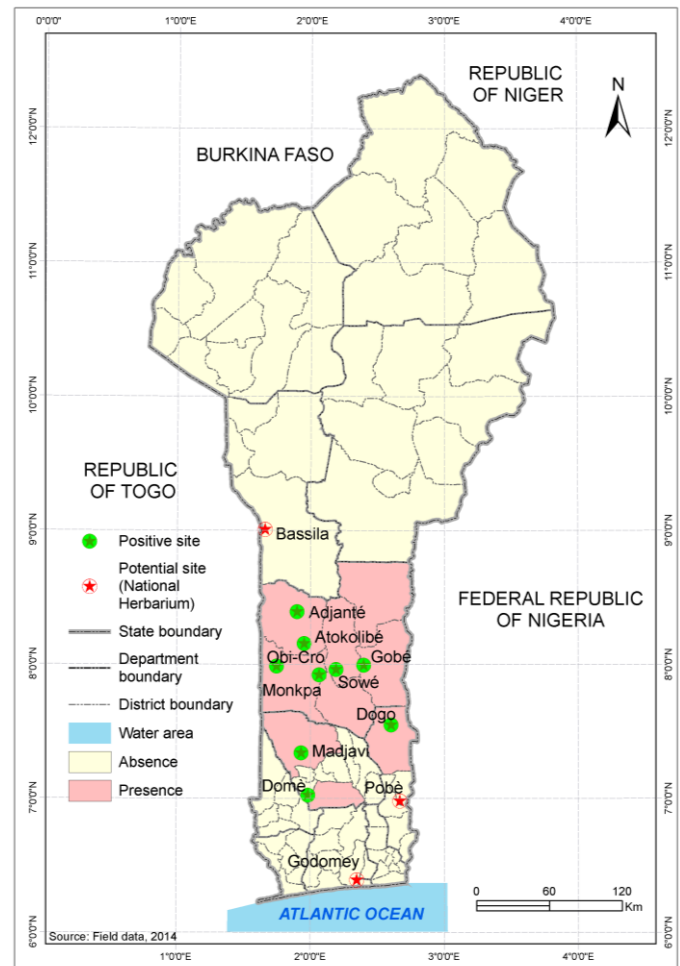 0°0'0"
1°0'0"E
2°0'0"E
3°0'0"E
4°0'0"E
REPUBLIC
OF NIGER
N
12°0'0"N
12°0'0"N
BURKINA FASO
11°0'0"N
11°0'0"N
10°0'0"N
10°0'0"N
REPUBLIC
OF TOGO
9°0'0"N
9°0'0"N
Bassila
Positive site
Potential site
(National
Herbarium)
FEDERAL REPUBLIC
OF NIGERIA
Adjanté
State boundary
Atokolibé
Department
boundary
8°0'0"N
8°0'0"N
Obi-Cro
Gobé
Monkpa
Sowé
District boundary
Dogo
Water area
Absence
Madjavi
Presence
Domè
Pobè
7°0'0"N
7°0'0"N
Godomey
0
60
120
Km
ATLANTIC OCEAN
6°0'0"N
6°0'0"N
Source: Field data, 2014
1°0'0"E
2°0'0"E
3°0'0"E
4°0'0"E